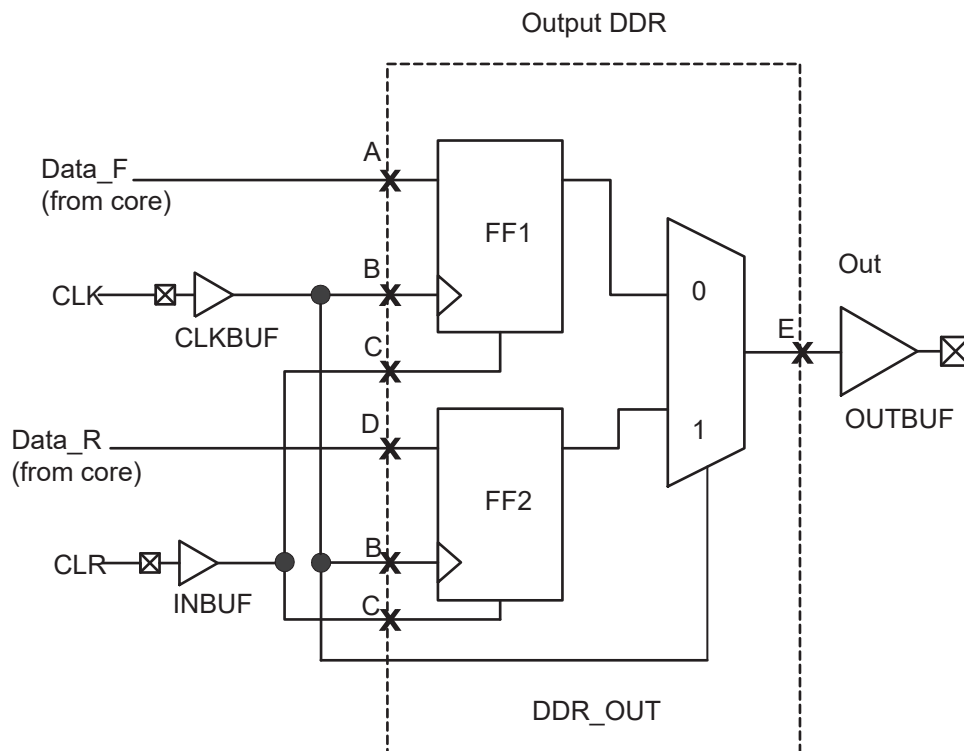 Output DDR
A
Data_F
(from core)
FF1
B
CLK
CLKBUF
0
Out
E
C
OUTBUF
D
Data_R
(from core)
1
FF2
B
CLR
INBUF
C
DDR_OUT